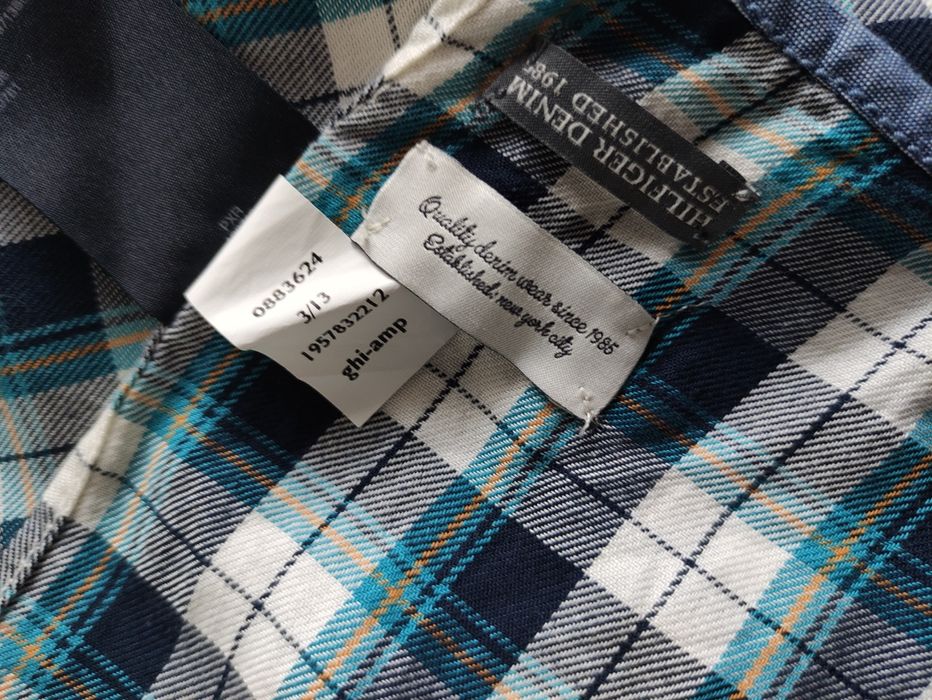 HILFIGER DENIM
ESTABLISHED 1985
Quality denim wear since 1985
Established: new york city
0883624
3/13
1957832212
ghi-amp